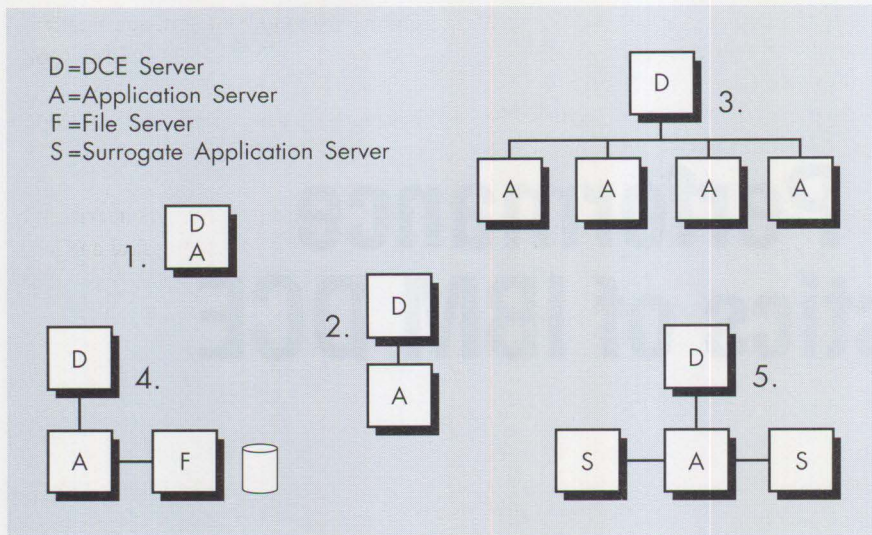 D=DCE Server
A=Application Server
F=File Server
S=Surrogate Application Server
D
3.
A A A A
D
A
1.
D
2.
A
D
4.
A F
D
5.
S A S